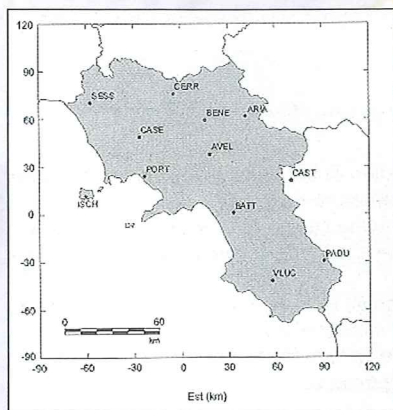 120
90
60
30
0
-30
-60
-90
SESS
CERR
BENE
ARIA
CASE
AVEL
PORT
CAST
ISCH
BATT
PADU
VLUC
0 60
km
-90 -60 -30 0 30 60 90 120
Est (km)